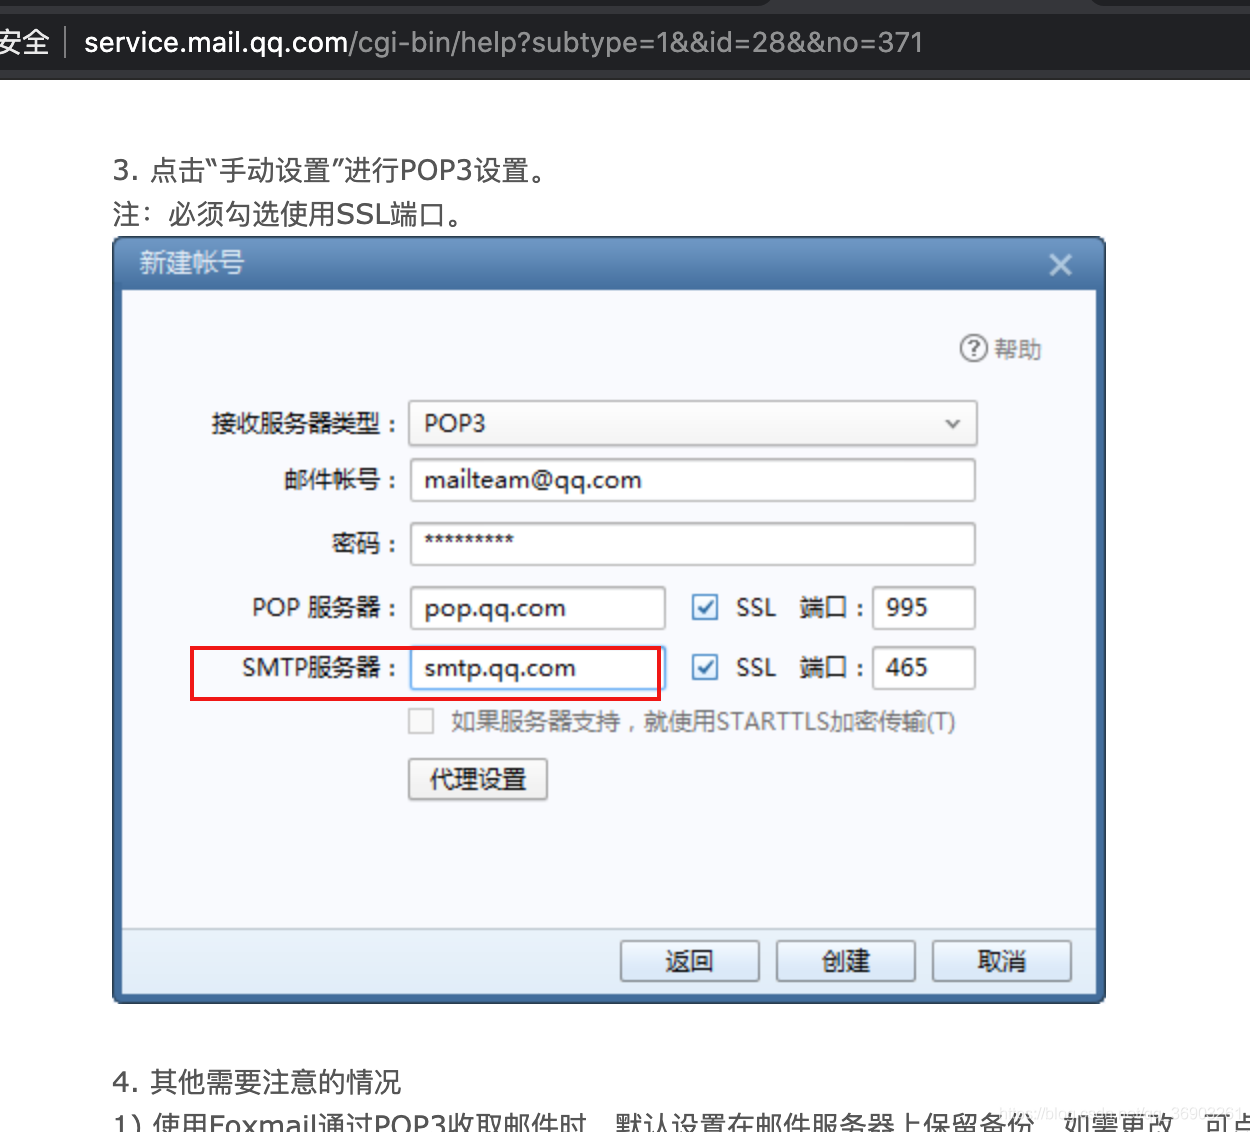 安全 service.mail.qq.com/cgi-bin/help?subtype=1&&id=28&&no=371
3. 点击“手动设置”进行POP3设置。
注：必须勾选使用SSL端口。
新建帐号
帮助
接收服务器类型： POP3
邮件帐号： mailteam@qq.com
密码： *********
POP 服务器： pop.qq.com SSL 端口： 995
SMTP服务器： smtp.qq.com SSL 端口： 465
如果服务器支持，就使用STARTTLS加密传输(T)
代理设置
返回 创建 取消
4. 其他需要注意的情况
1) 使用Foxmail通过POP3收取邮件时，默认设置在邮件服务器上保留备份，如需更改，可点